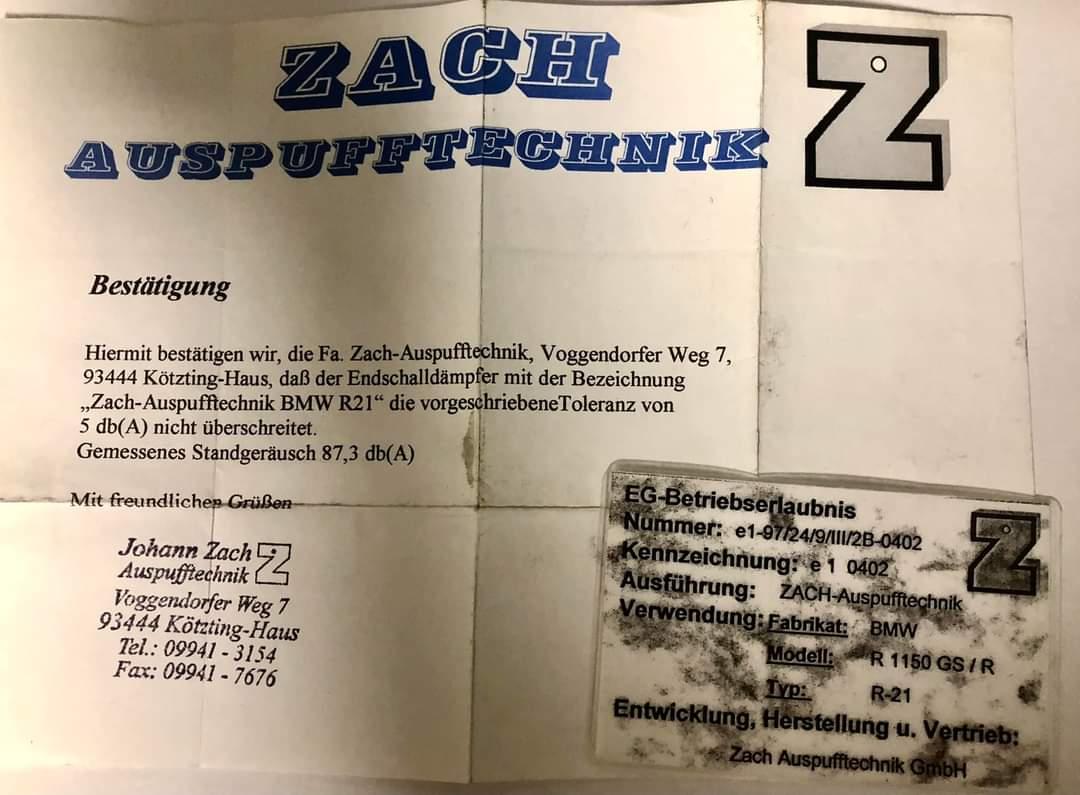 ZACH
AUSPUFFTECHNIK
Z
Bestätigung
Hiermit bestätigen wir, die Fa. Zach-Auspufftechnik, Voggendorfer Weg 7,
93444 Kötzting-Haus, daß der Endschalldämpfer mit der Bezeichnung
„Zach-Auspufftechnik BMW R21“ die vorgeschriebeneToleranz von
5 db(A) nicht überschreitet.
Gemessenes Standgeräusch 87,3 db(A)
Mit freundlichen Grüßen
Johann Zach Z
Auspufftechnik
Voggendorfer Weg 7
93444 Kötzting-Haus
Tel.: 09941 - 3154
Fax: 09941 - 7676
EG-Betriebserlaubnis
Nummer: e1-97/24/9/III/2B-0402
Kennzeichnung: e 1 0402
Ausführung: ZACH-Auspufftechnik
Verwendung: Fabrikat: BMW
Modell: R 1150 GS / R
Typ: R-21
Entwicklung, Herstellung u. Vertrieb:
Zach Auspufftechnik GmbH
Z